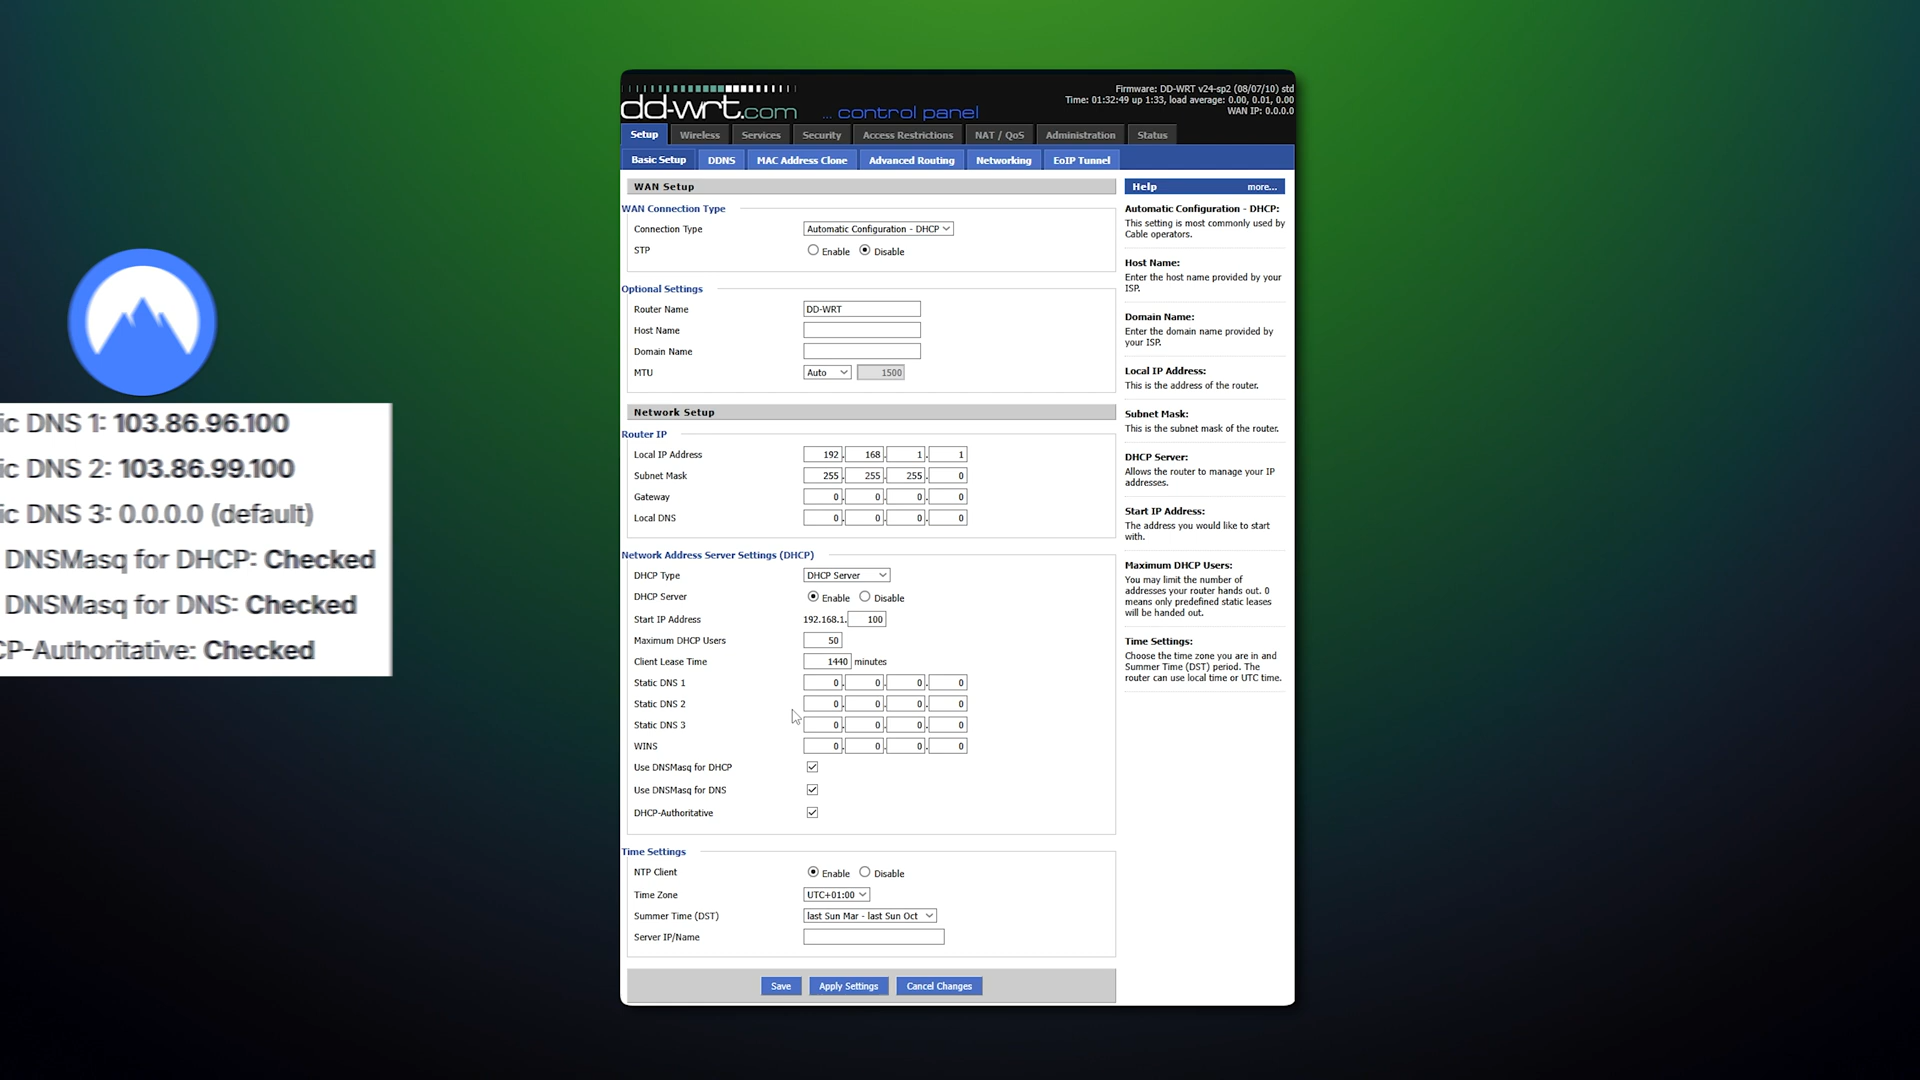 dd-wrt.com ... control panel
Firmware: DD-WRT v24-sp2 (08/07/10) std
Time: 01:32:49 up 1:33, load average: 0.00, 0.01, 0.00
WAN IP: 0.0.0.0
Setup Wireless Services Security Access Restrictions NAT / QoS Administration Status
Basic Setup DDNS MAC Address Clone Advanced Routing Networking EoIP Tunnel
WAN Setup
WAN Connection Type
Connection Type Automatic Configuration - DHCP
STP Enable Disable
Optional Settings
Router Name DD-WRT
Host Name
Domain Name
MTU Auto 1500
Network Setup
Router IP
Local IP Address 192. 168. 1. 1
Subnet Mask 255. 255. 255. 0
Gateway 0. 0. 0. 0
Local DNS 0. 0. 0. 0
Network Address Server Settings (DHCP)
DHCP Type DHCP Server
DHCP Server Enable Disable
Start IP Address 192.168.1. 100
Maximum DHCP Users 50
Client Lease Time 1440 minutes
Static DNS 1 0. 0. 0. 0
Static DNS 2 0. 0. 0. 0
Static DNS 3 0. 0. 0. 0
WINS 0. 0. 0. 0
Use DNSMasq for DHCP
Use DNSMasq for DNS
DHCP-Authoritative
Time Settings
NTP Client Enable Disable
Time Zone UTC+01:00
Summer Time (DST) last Sun Mar - last Sun Oct
Server IP/Name
Save Apply Settings Cancel Changes
Help more...
Automatic Configuration - DHCP:
This setting is most commonly used by
Cable operators.
Host Name:
Enter the host name provided by your
ISP.
Domain Name:
Enter the domain name provided by
your ISP.
Local IP Address:
This is the address of the router.
Subnet Mask:
This is the subnet mask of the router.
DHCP Server:
Allows the router to manage your IP
addresses.
Start IP Address:
The address you would like to start
with.
Maximum DHCP Users:
You may limit the number of
addresses your router hands out. 0
means only predefined static leases
will be handed out.
Time Settings:
Choose the time zone you are in and
Summer Time (DST) period. The
router can use local time or UTC time.
ic DNS 1: 103.86.96.100
ic DNS 2: 103.86.99.100
ic DNS 3: 0.0.0.0 (default)
DNSMasq for DHCP: Checked
DNSMasq for DNS: Checked
CP-Authoritative: Checked